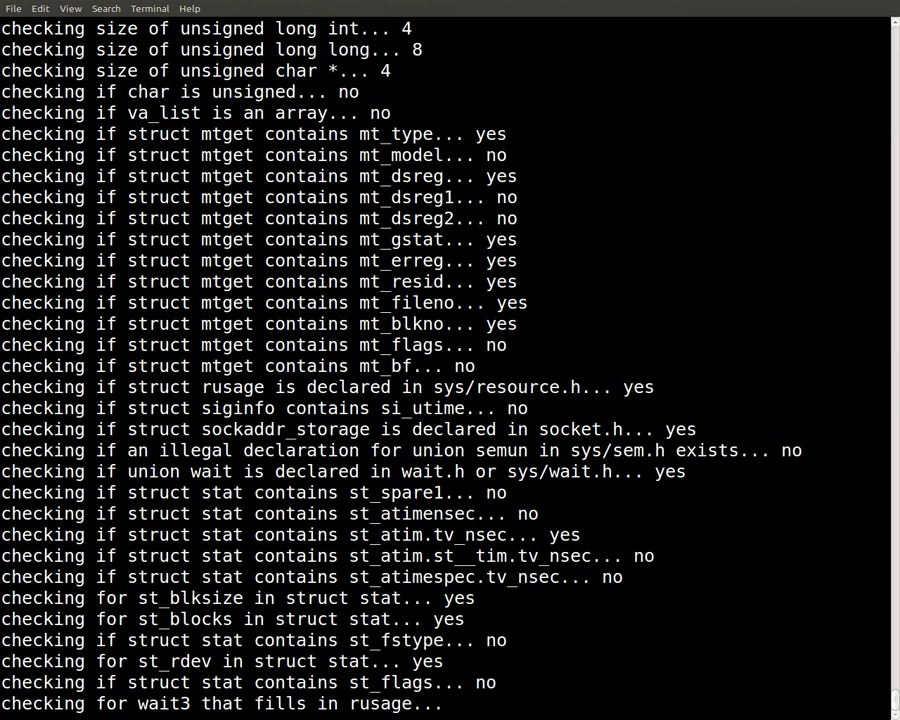 File Edit View Search Terminal Help
checking size of unsigned long int... 4
checking size of unsigned long long... 8
checking size of unsigned char *... 4
checking if char is unsigned... no
checking if va_list is an array... no
checking if struct mtget contains mt_type... yes
checking if struct mtget contains mt_model... no
checking if struct mtget contains mt_dsreg... yes
checking if struct mtget contains mt_dsreg1... no
checking if struct mtget contains mt_dsreg2... no
checking if struct mtget contains mt_gstat... yes
checking if struct mtget contains mt_erreg... yes
checking if struct mtget contains mt_resid... yes
checking if struct mtget contains mt_fileno... yes
checking if struct mtget contains mt_blkno... yes
checking if struct mtget contains mt_flags... no
checking if struct mtget contains mt_bf... no
checking if struct rusage is declared in sys/resource.h... yes
checking if struct siginfo contains si_utime... no
checking if struct sockaddr_storage is declared in socket.h... yes
checking if an illegal declaration for union semun in sys/sem.h exists... no
checking if union wait is declared in wait.h or sys/wait.h... yes
checking if struct stat contains st_spare1... no
checking if struct stat contains st_atimensec... no
checking if struct stat contains st_atim.tv_nsec... yes
checking if struct stat contains st_atim.st__tim.tv_nsec... no
checking if struct stat contains st_atimespec.tv_nsec... no
checking for st_blksize in struct stat... yes
checking for st_blocks in struct stat... yes
checking if struct stat contains st_fstype... no
checking for st_rdev in struct stat... yes
checking if struct stat contains st_flags... no
checking for wait3 that fills in rusage...